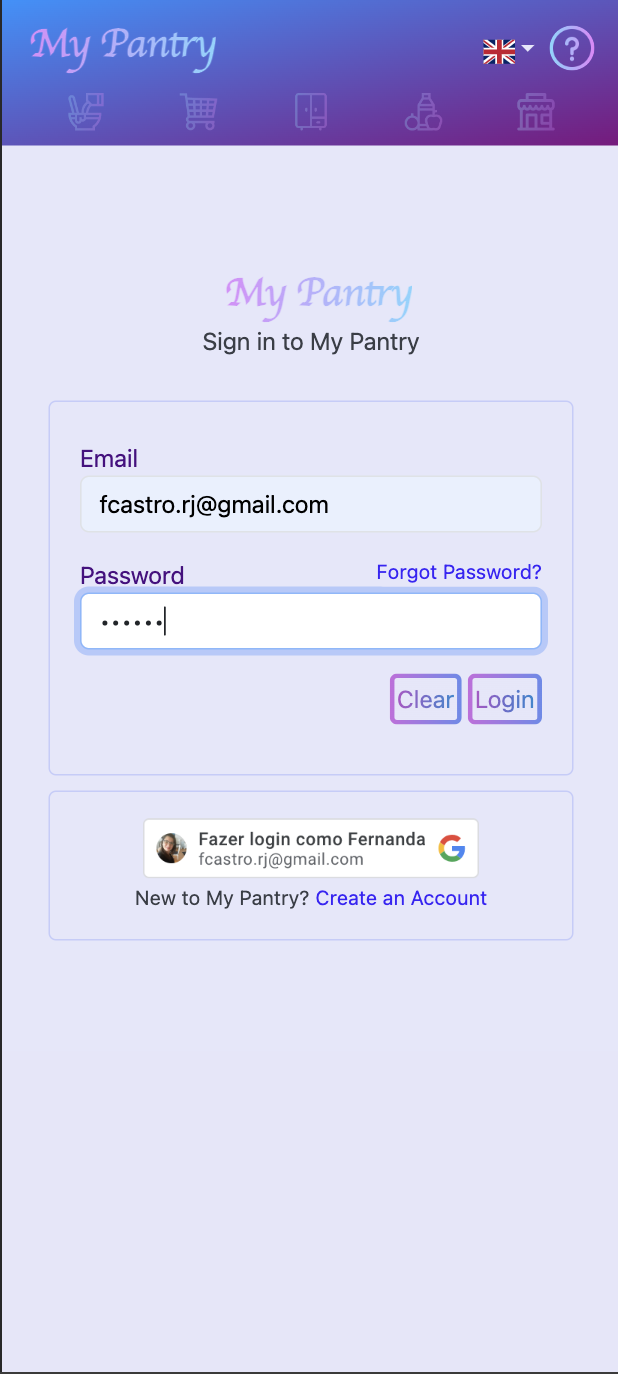 My Pantry
?
My Pantry
Sign in to My Pantry
Email
fcastro.rj@gmail.com
Password Forgot Password?
••••••
Clear Login
Fazer login como Fernanda
fcastro.rj@gmail.com
New to My Pantry? Create an Account